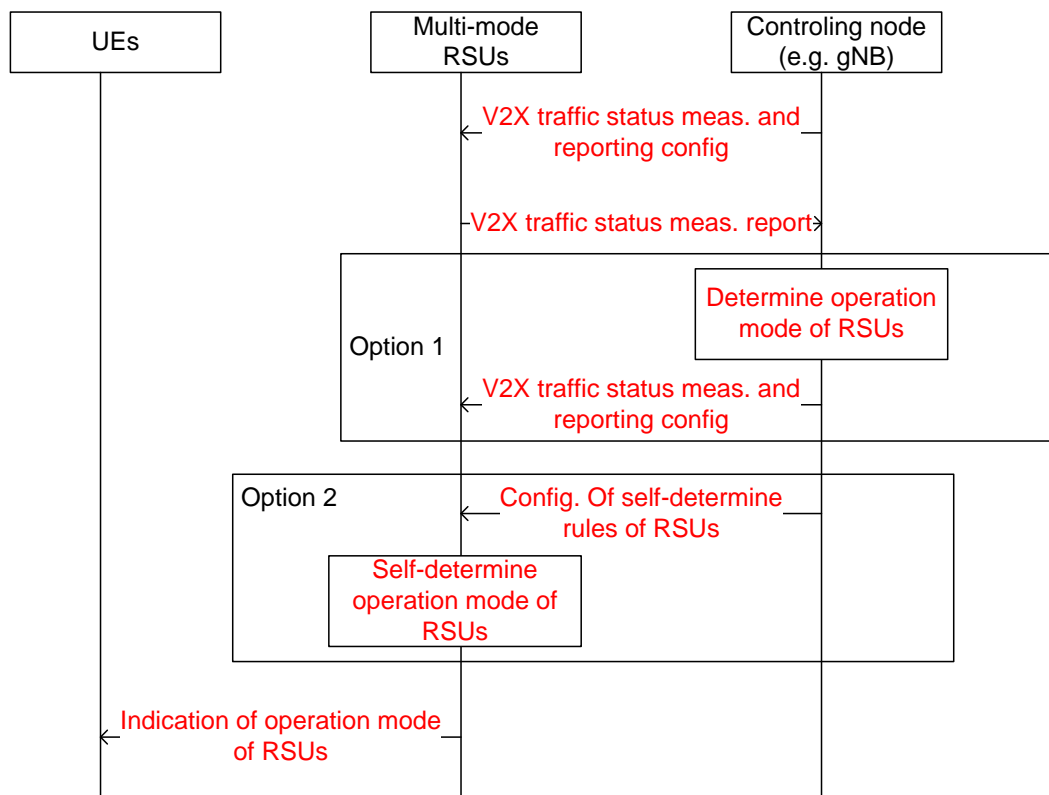 UEs
Multi-mode
RSUs
Controling node
(e.g. gNB)
V2X traffic status meas. and
reporting config
V2X traffic status meas. report
Determine operation
mode of RSUs
Option 1
V2X traffic status meas. and
reporting config
Option 2
Config. Of self-determine
rules of RSUs
Self-determine
operation mode of
RSUs
Indication of operation mode
of RSUs